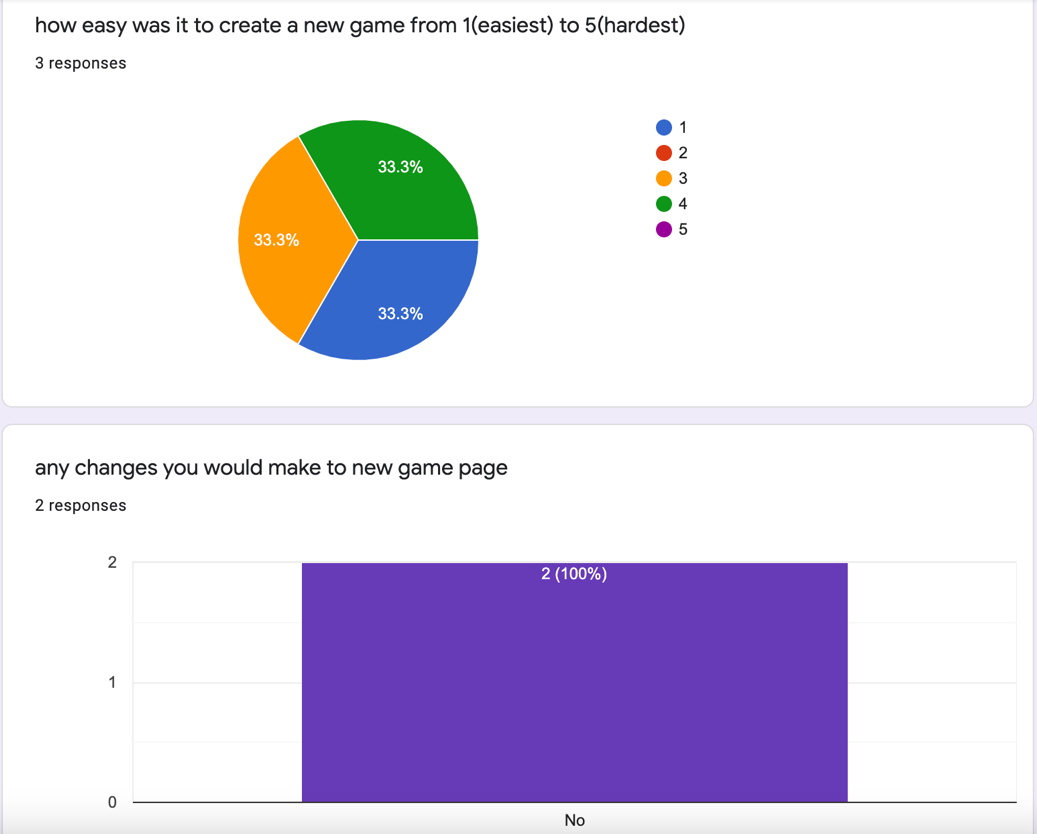 how easy was it to create a new game from 1(easiest) to 5(hardest)
3 responses
33.3%
33.3%
33.3%
1
2
3
4
5
any changes you would make to new game page
2 responses
2
2 (100%)
1
0
No